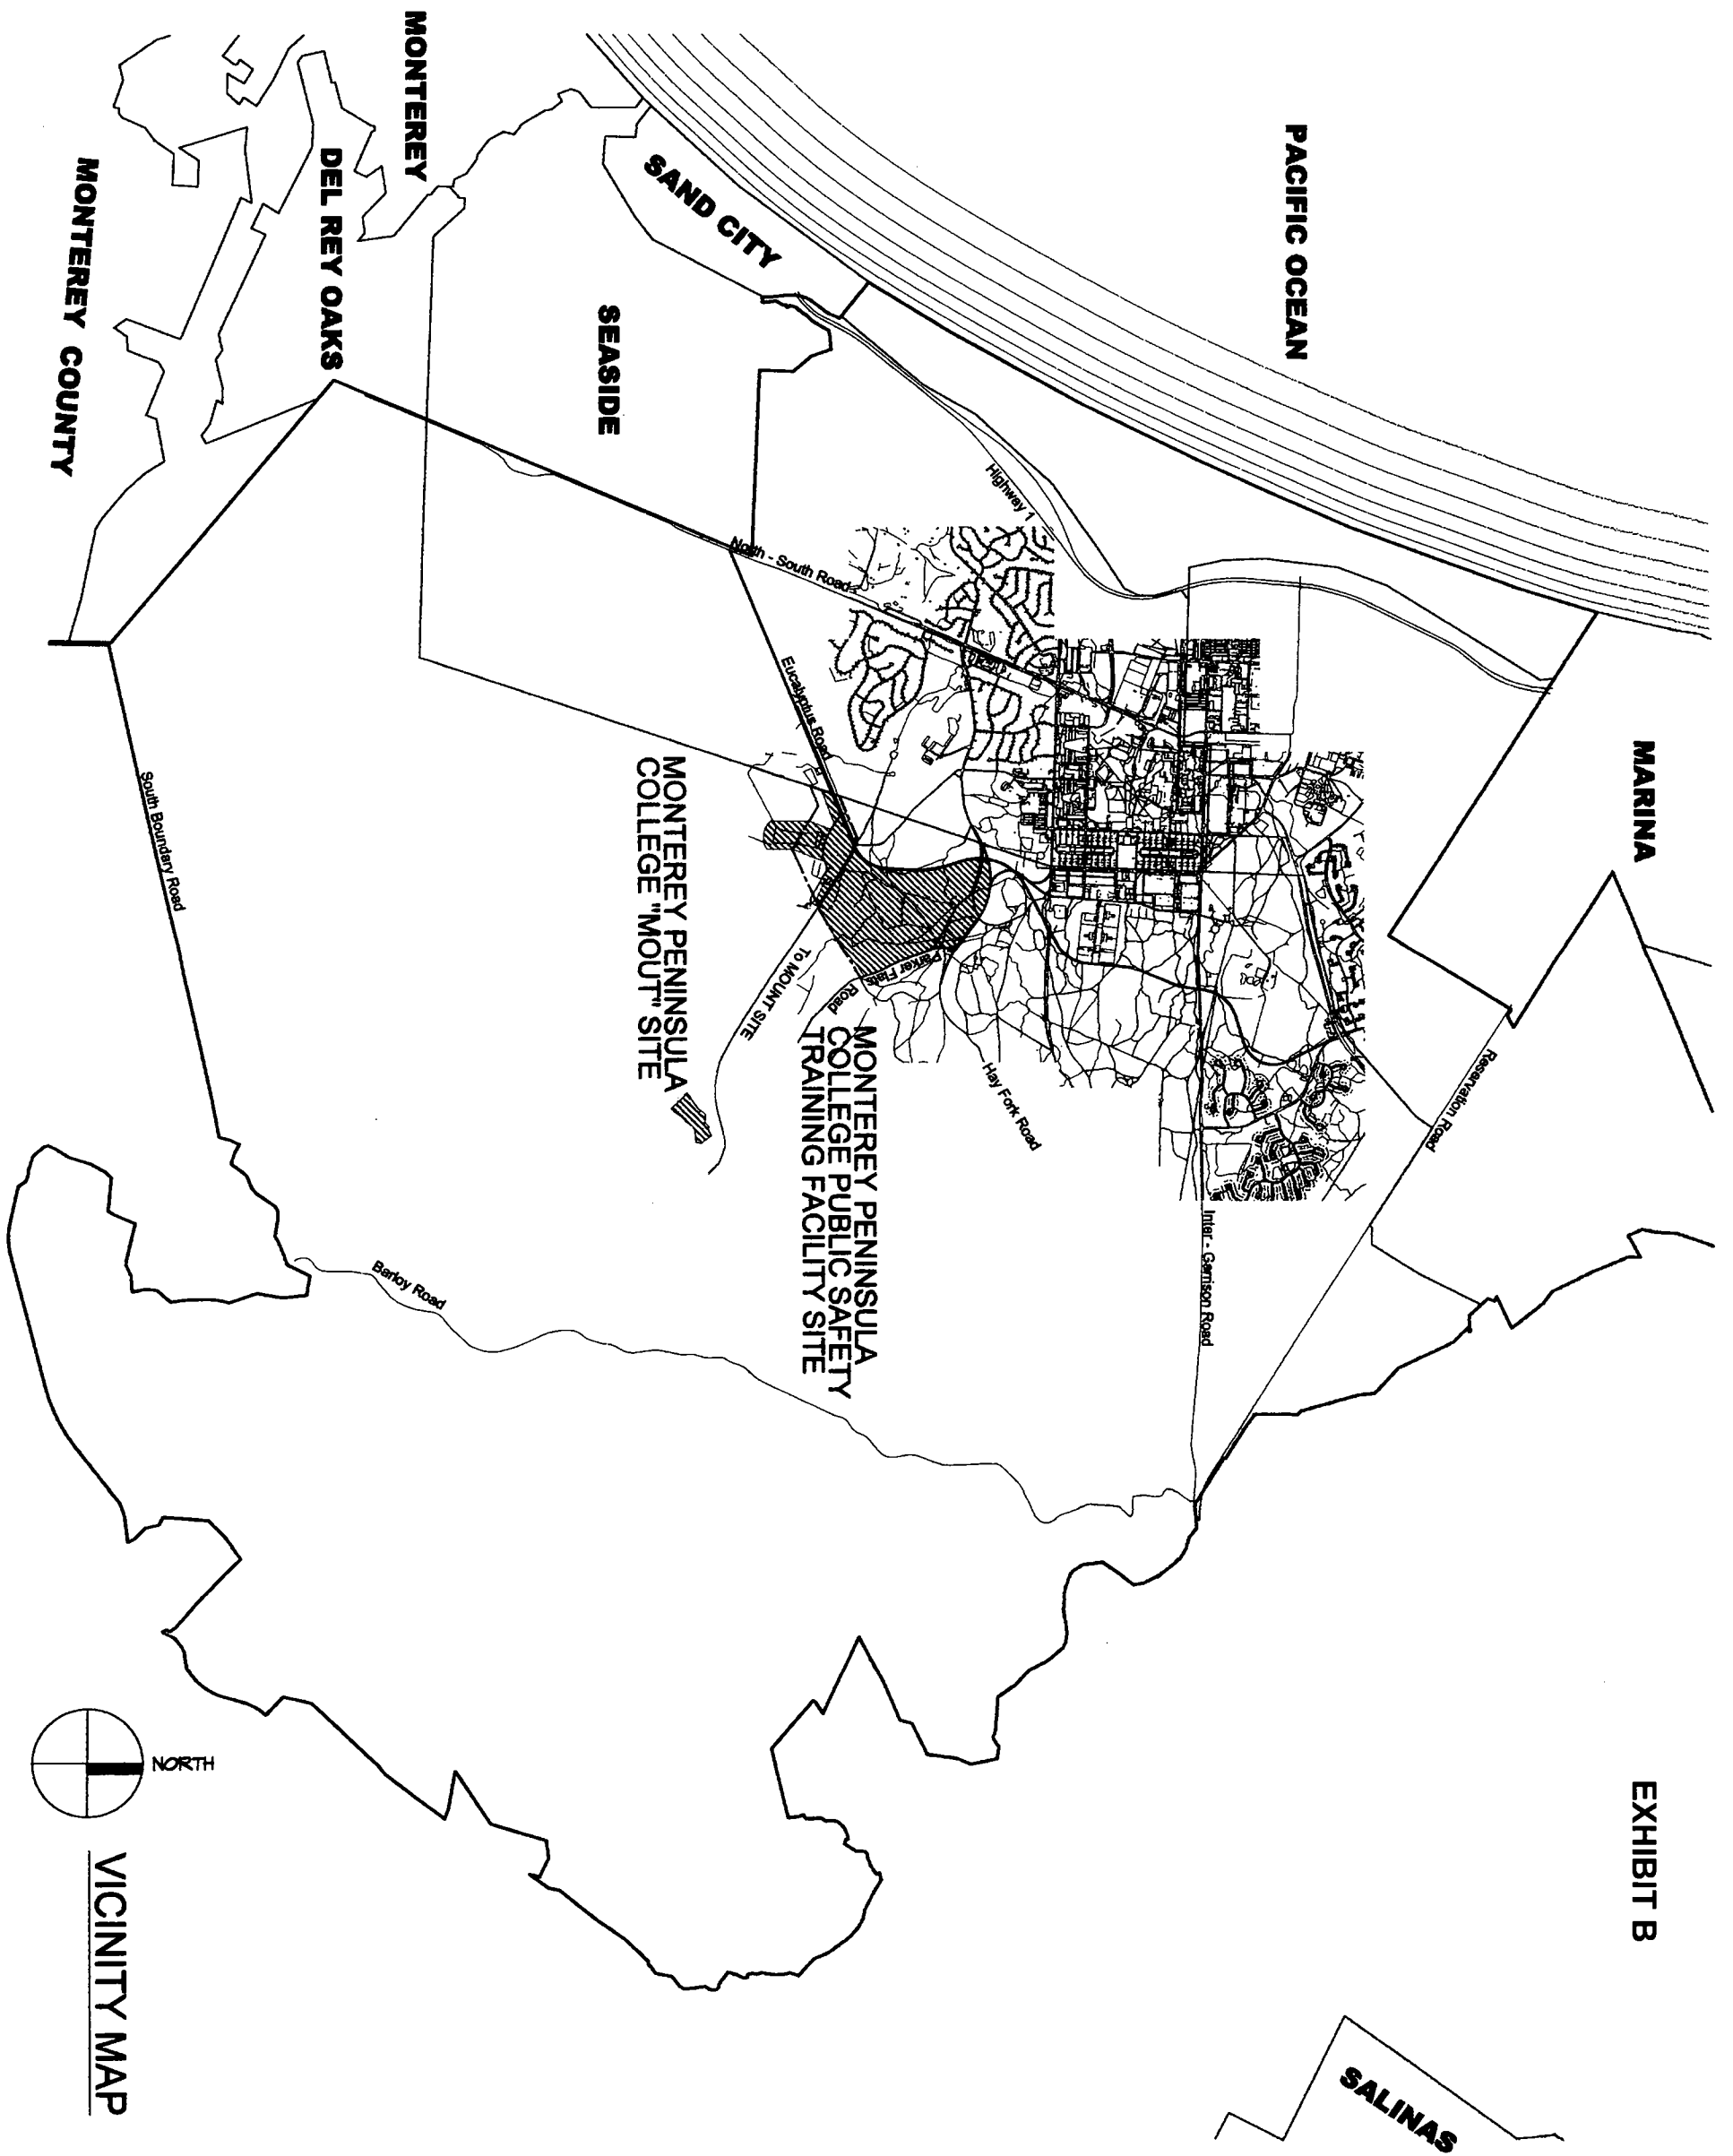 EXHIBIT B
PACIFIC OCEAN
MARINA
SALINAS
SAND CITY
SEASIDE
MONTEREY
DEL REY OAKS
MONTEREY COUNTY
Highway 1
North - South Road
Eucalyptus Road
Reservation Road
Inter - Garrison Road
Hay Fork Road
Parker Flats
Road
To MOUNT SITE
South Boundary Road
Barloy Road
MONTEREY PENINSULA
COLLEGE PUBLIC SAFETY
TRAINING FACILITY SITE
MONTEREY PENINSULA
COLLEGE "MOUT" SITE
NORTH
VICINITY MAP